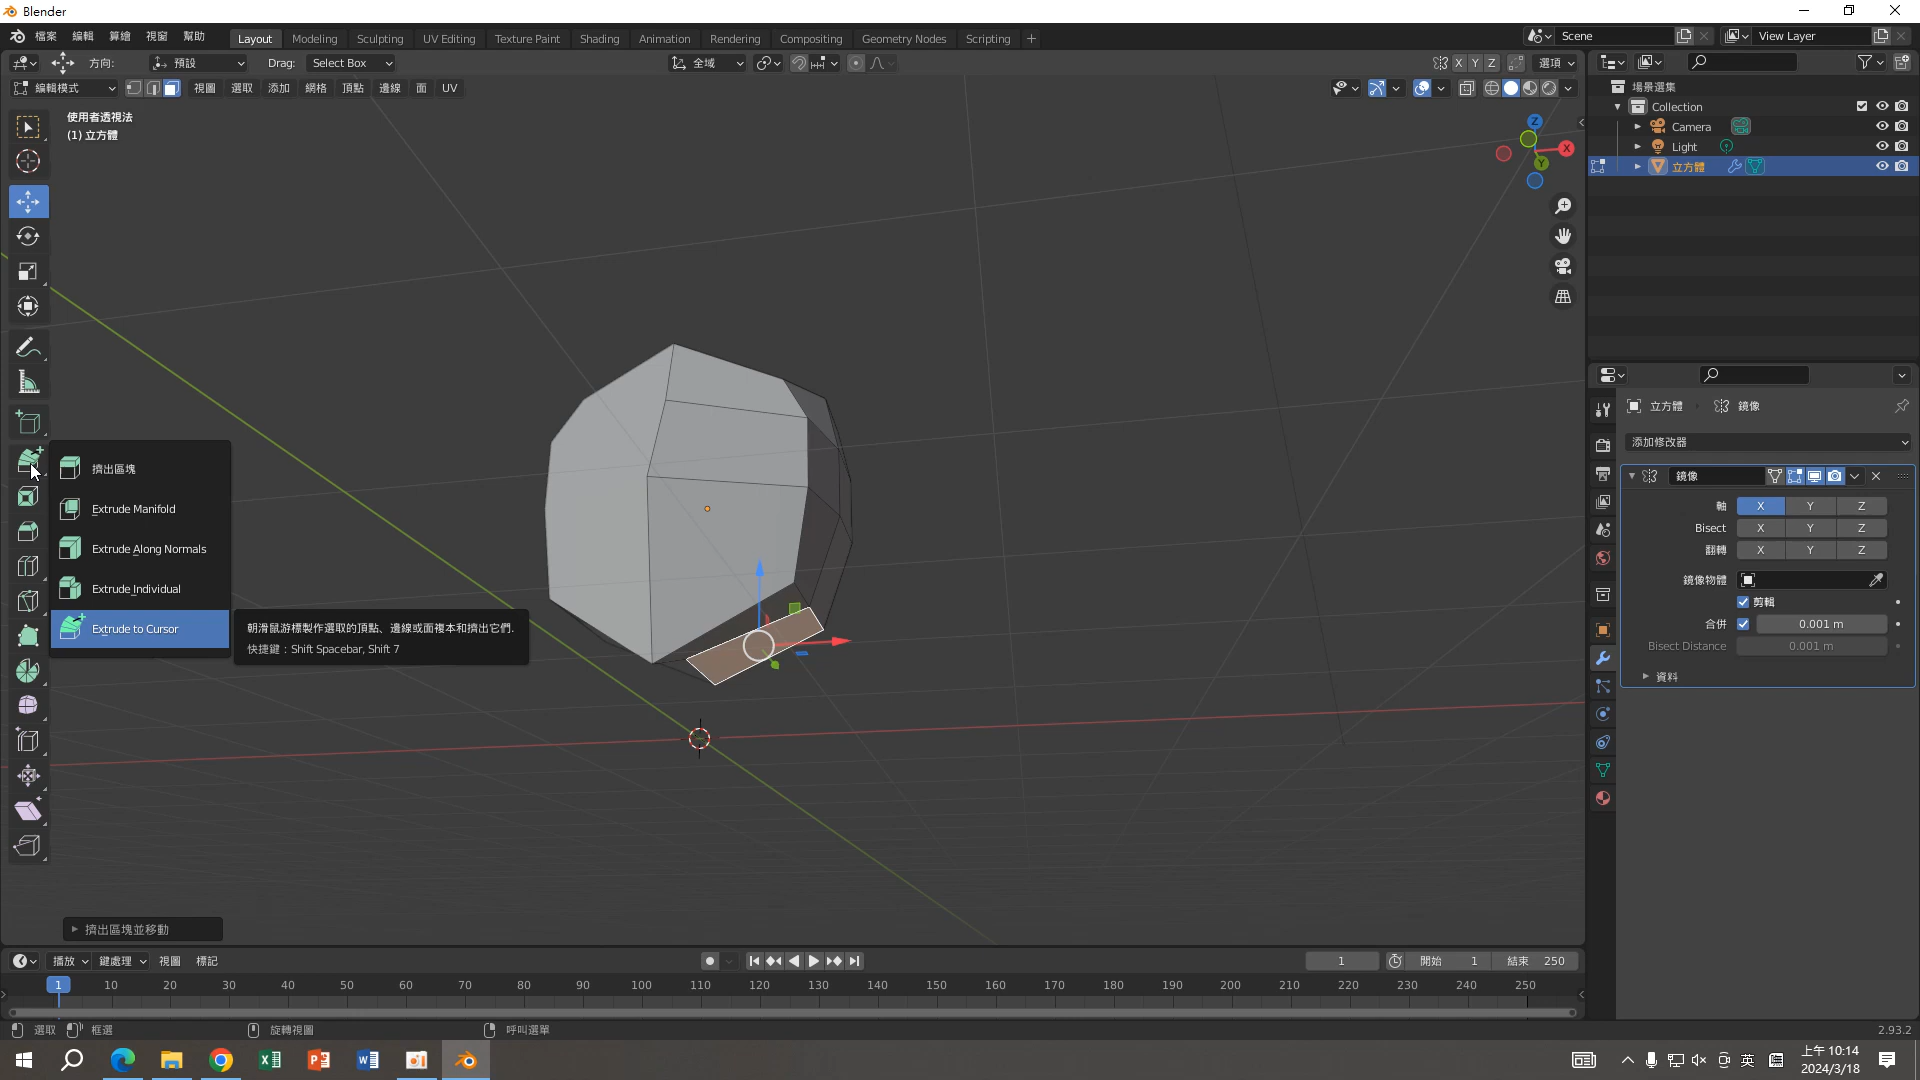 Blender
檔案 編輯 算繪 視窗 幫助
Layout Modeling Sculpting UV Editing Texture Paint Shading Animation Rendering Compositing Geometry Nodes Scripting +
Scene
View Layer
方向: 預設 Drag: Select Box
全域
X Y Z 選項
編輯模式 視圖 選取 添加 網格 頂點 邊線 面 UV
使用者透視法
(1) 立方體
Z
X
Y
場景選集
Collection
Camera
Light
立方體
立方體 鏡像
添加修改器
鏡像
軸 X Y Z
Bisect X Y Z
翻轉 X Y Z
鏡像物體
剪輯
合併 0.001 m
Bisect Distance 0.001 m
資料
擠出區塊
Extrude Manifold
Extrude Along Normals
Extrude Individual
Extrude to Cursor
朝滑鼠游標製作選取的頂點、邊線或面複本和擠出它們.
快捷鍵：Shift Spacebar, Shift 7
擠出區塊並移動
播放 鍵處理 視圖 標記
1 開始 1 結束 250
1 10 20 30 40 50 60 70 80 90 100 110 120 130 140 150 160 170 180 190 200 210 220 230 240 250
選取 框選 旋轉視圖 呼叫選單
2.93.2
英
上午 10:14
2024/3/18